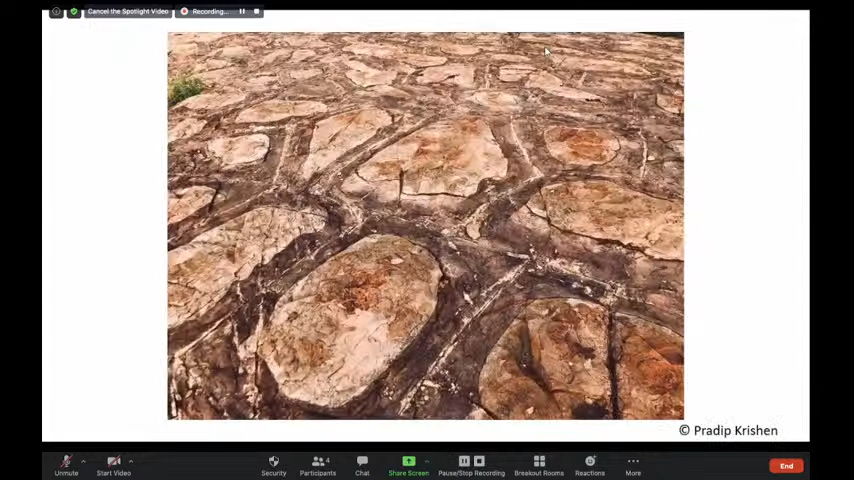 Cancel the Spotlight Video
Recording...
© Pradip Krishen
Unmute
Start Video
Security
4
Participants
Chat
Share Screen
Pause/Stop Recording
Breakout Rooms
Reactions
More
End